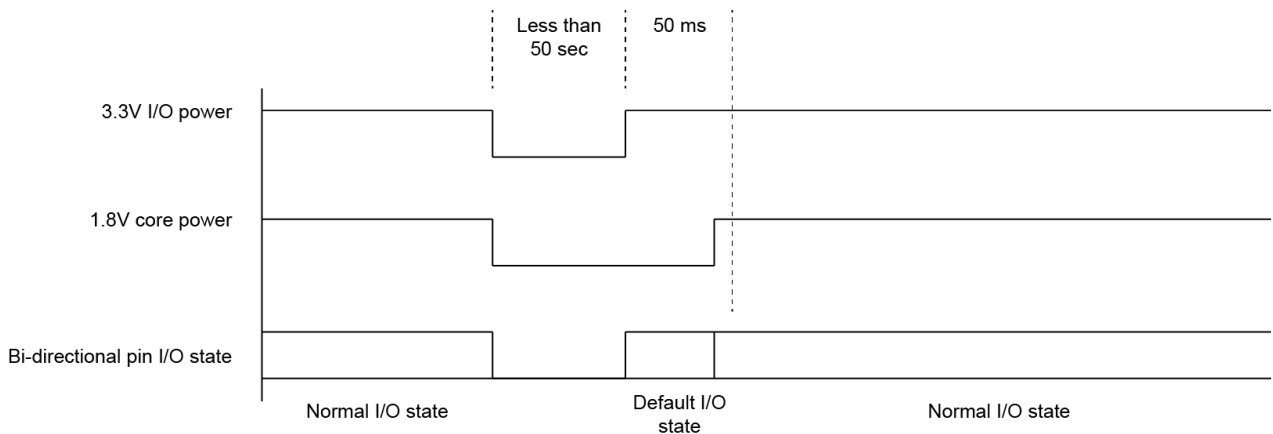 Less than
50 sec
50 ms
3.3V I/O power
1.8V core power
Bi-directional pin I/O state
Normal I/O state
Default I/O
state
Normal I/O state